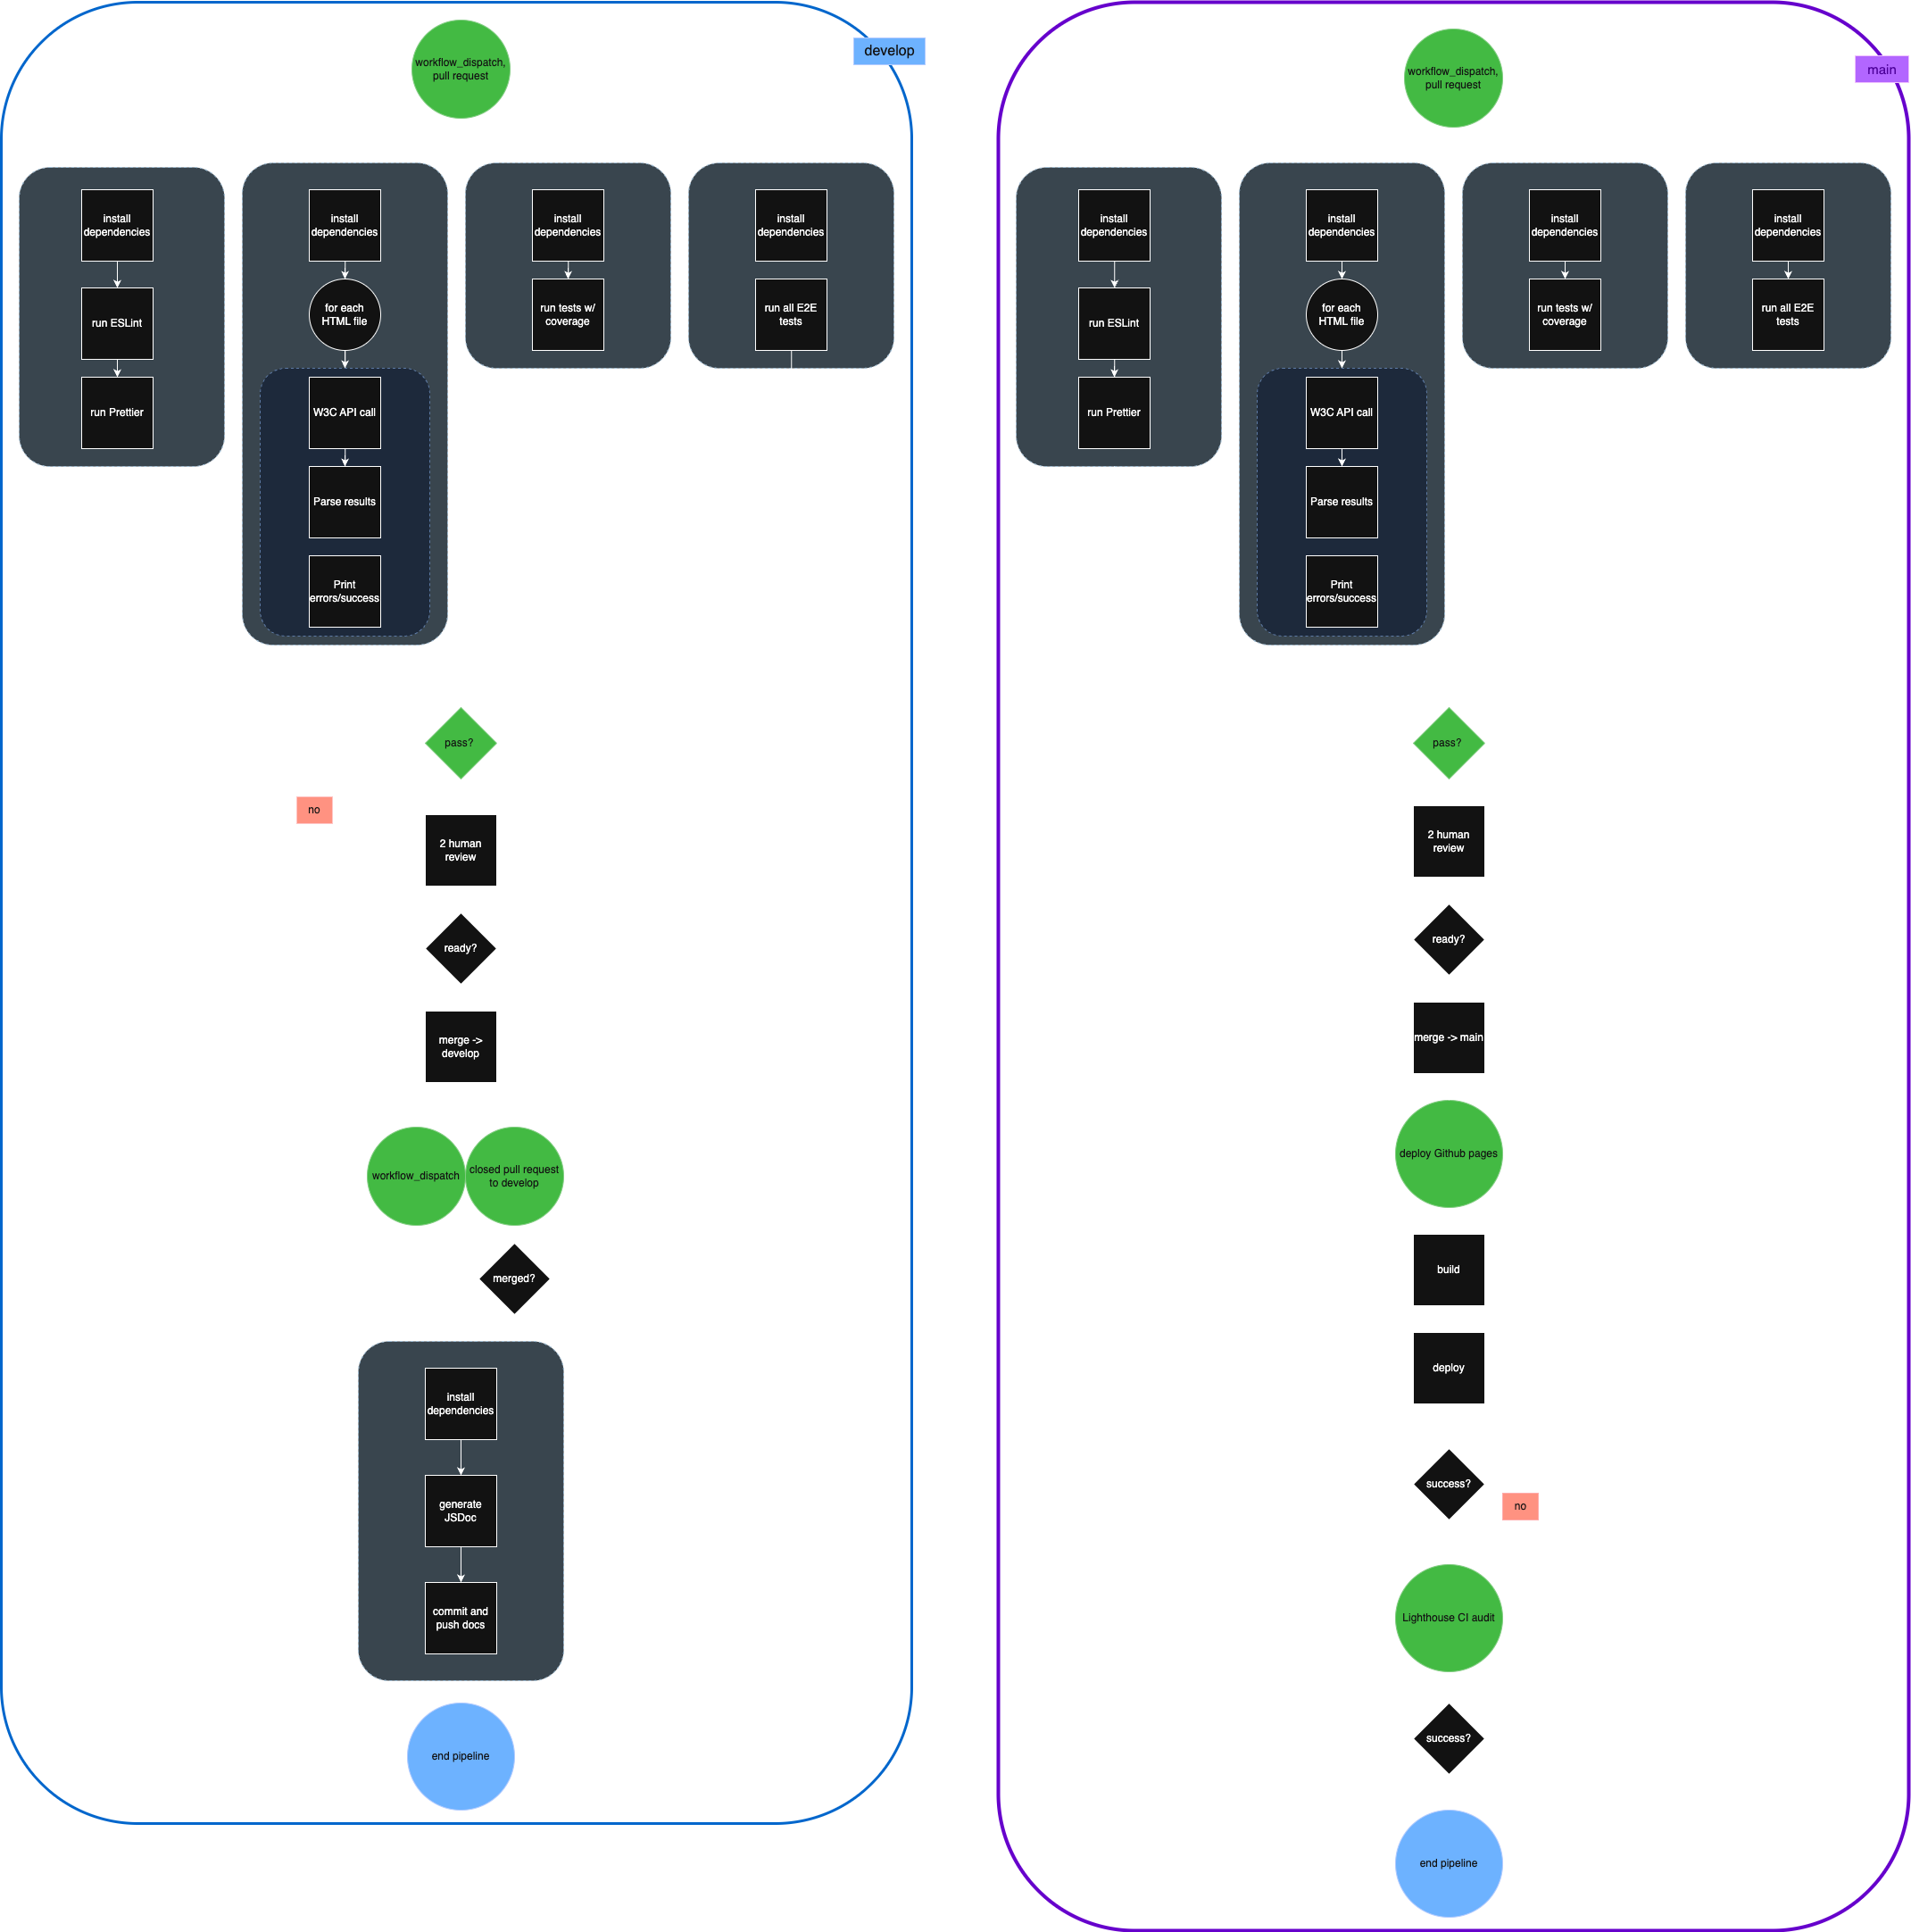 develop
workflow_dispatch,
pull request
install
dependencies
run ESLint
run Prettier
install
dependencies
for each
HTML file
W3C API call
Parse results
Print
errors/success
install
dependencies
run tests w/
coverage
install
dependencies
run all E2E
tests
pass?
no
2 human
review
ready?
merge ->
develop
workflow_dispatch
closed pull request
to develop
merged?
install
dependencies
generate
JSDoc
commit and
push docs
end pipeline
main
workflow_dispatch,
pull request
install
dependencies
run ESLint
run Prettier
install
dependencies
for each
HTML file
W3C API call
Parse results
Print
errors/success
install
dependencies
run tests w/
coverage
install
dependencies
run all E2E
tests
pass?
2 human
review
ready?
merge -> main
deploy Github pages
build
deploy
success?
no
Lighthouse CI audit
success?
end pipeline